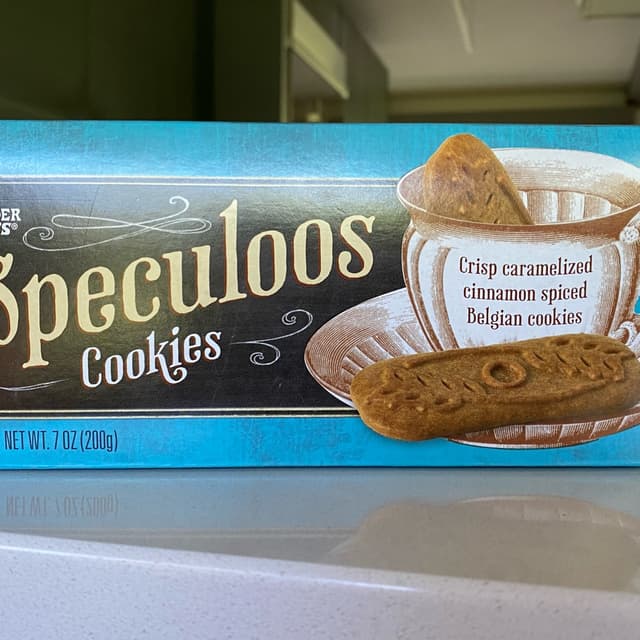 Speculoos
Cookies
Crisp caramelized
cinnamon spiced
Belgian cookies
NET WT. 7 OZ (200g)